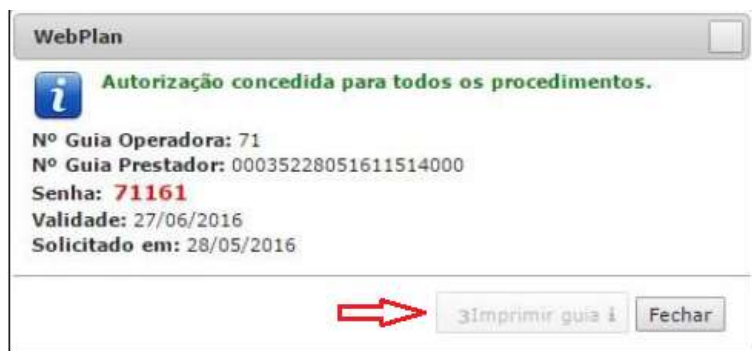 WebPlan
Autorização concedida para todos os procedimentos.
Nº Guia Operadora: 71
Nº Guia Prestador: 00035228051611514000
Senha: 71161
Validade: 27/06/2016
Solicitado em: 28/05/2016
3Imprimir guia i Fechar